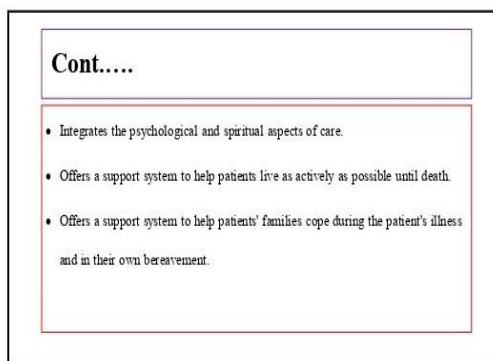 Cont…..
• Integrates the psychological and spiritual aspects of care.
• Offers a support system to help patients live as actively as possible until death.
• Offers a support system to help patients' families cope during the patient's illness
and in their own bereavement.